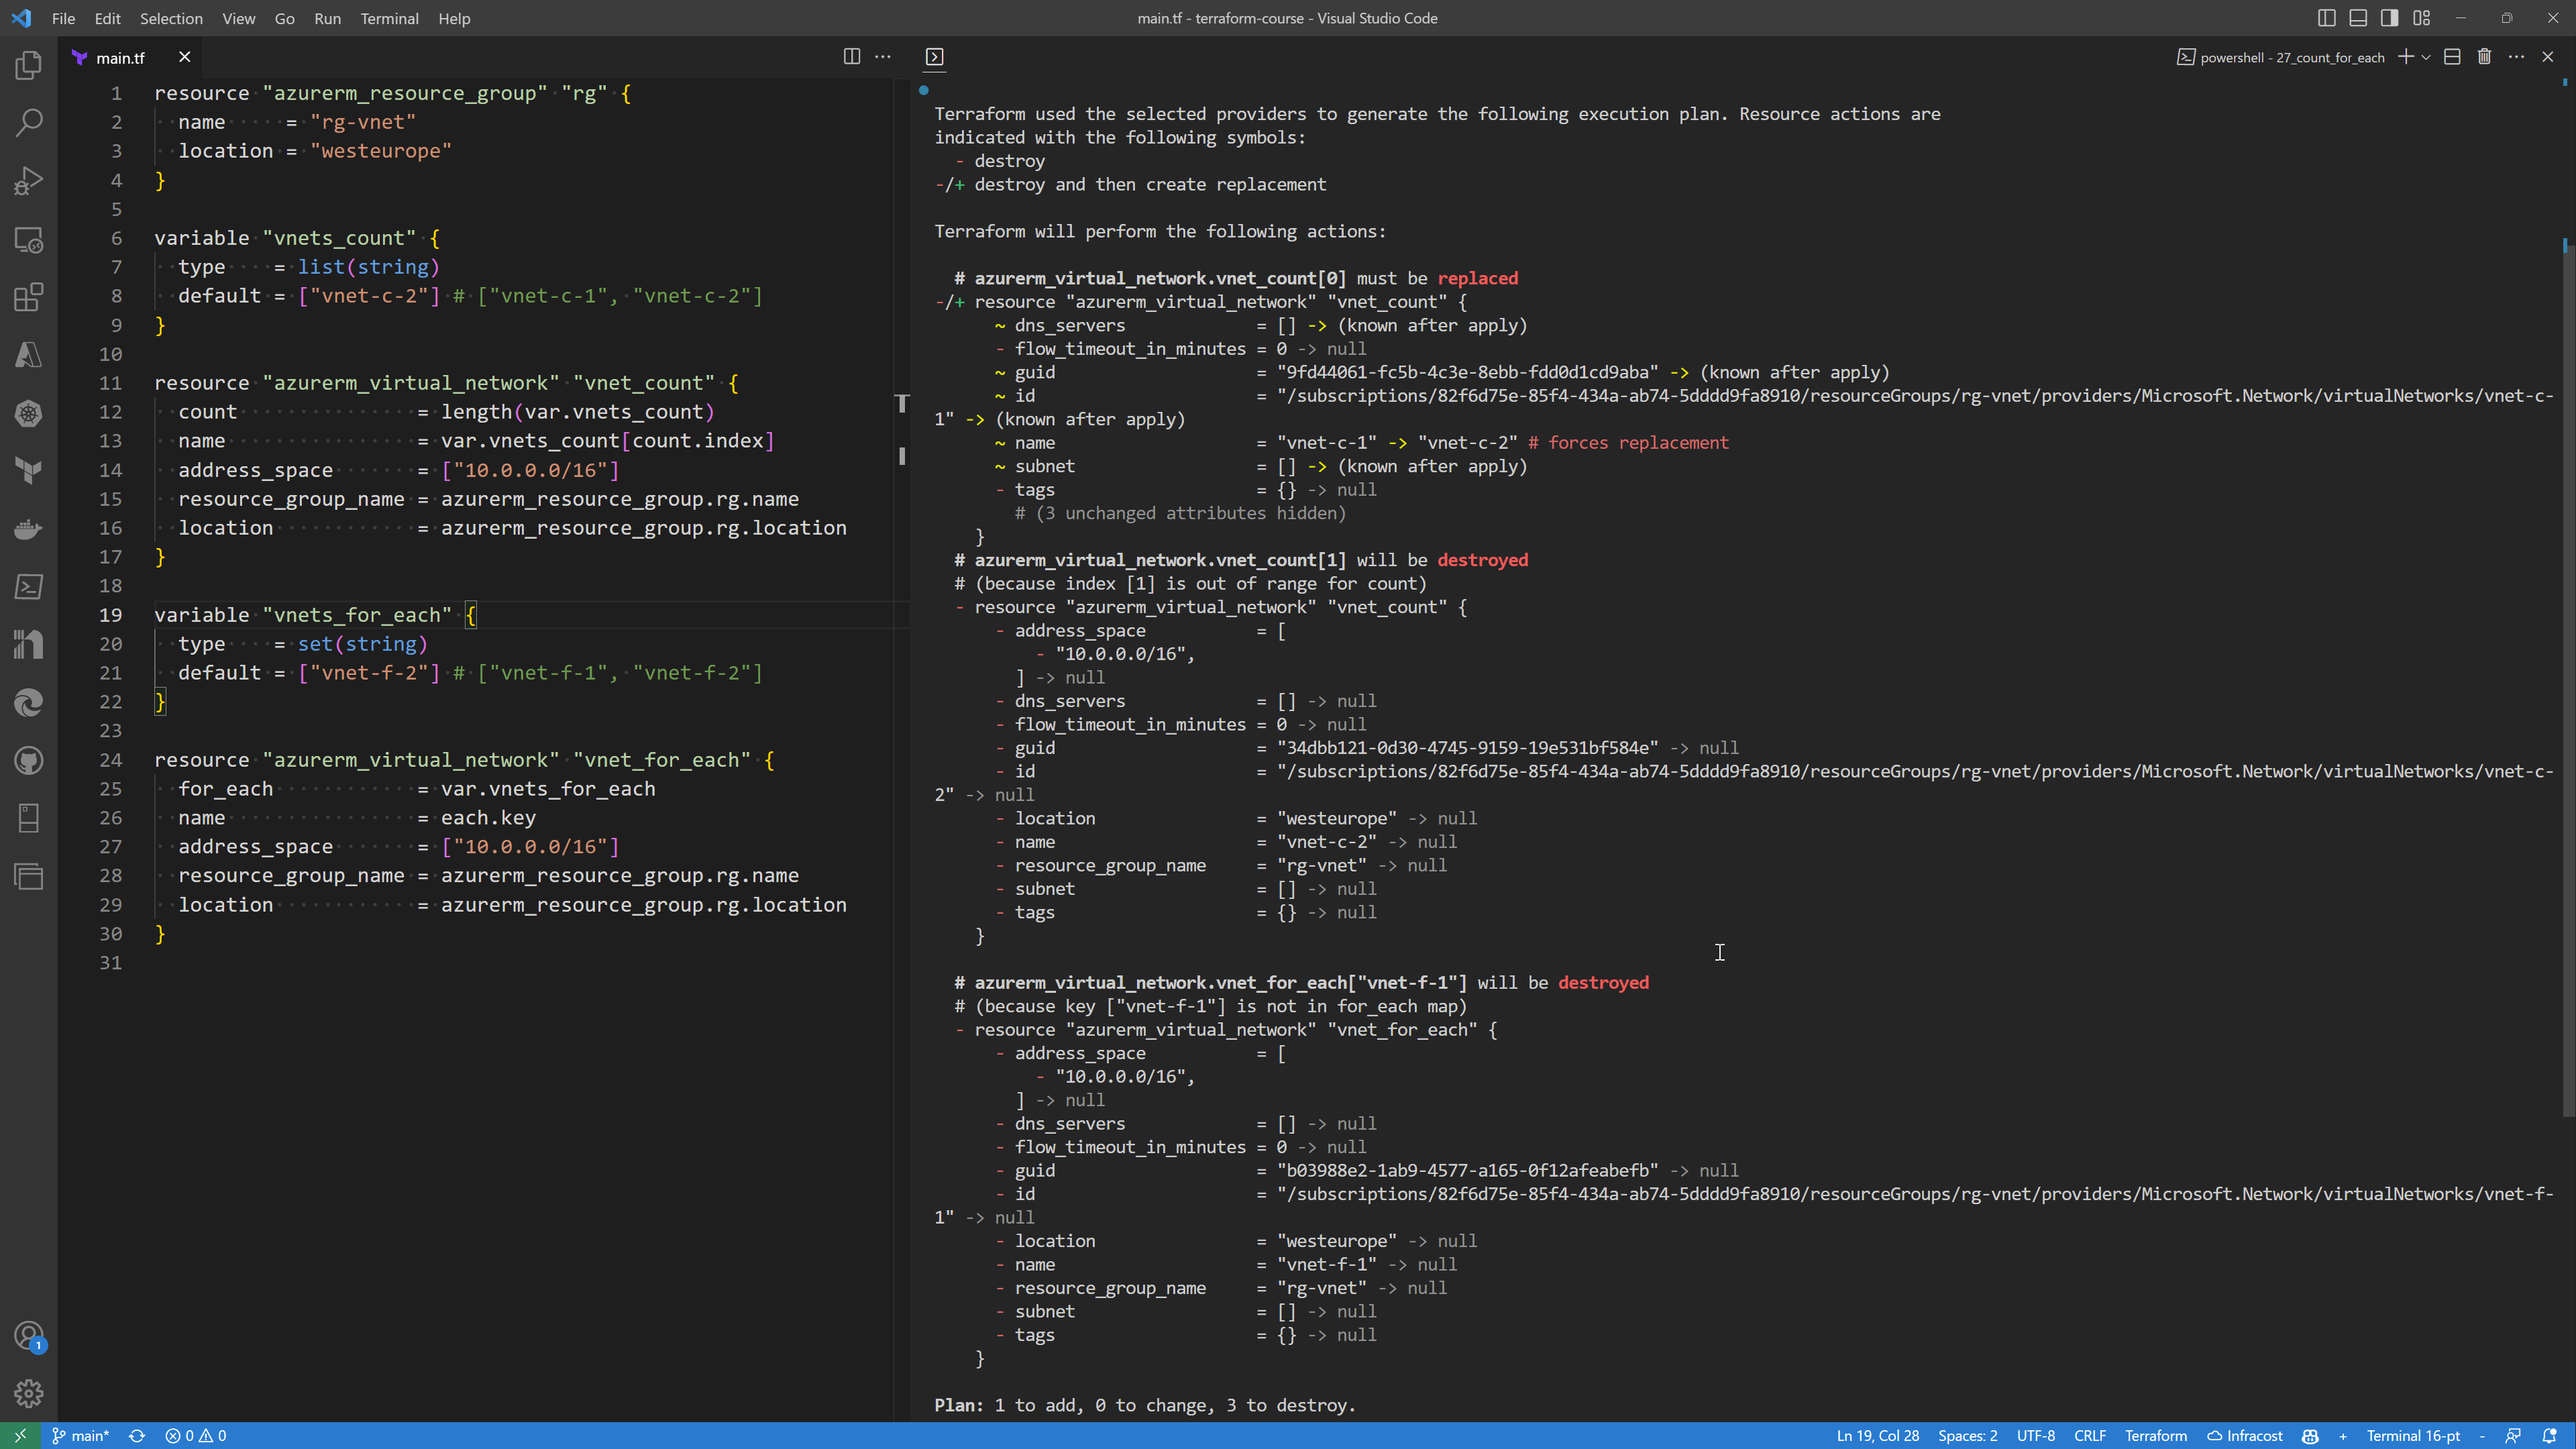 File Edit Selection View Go Run Terminal Help
main.tf - terraform-course - Visual Studio Code
main.tf
powershell - 27_count_for_each
1 resource "azurerm_resource_group" "rg" {
2 name = "rg-vnet"
3 location = "westeurope"
4 }
5
6 variable "vnets_count" {
7 type = list(string)
8 default = ["vnet-c-2"] # ["vnet-c-1", "vnet-c-2"]
9 }
10
11 resource "azurerm_virtual_network" "vnet_count" {
12 count = length(var.vnets_count)
13 name = var.vnets_count[count.index]
14 address_space = ["10.0.0.0/16"]
15 resource_group_name = azurerm_resource_group.rg.name
16 location = azurerm_resource_group.rg.location
17 }
18
19 variable "vnets_for_each" {
20 type = set(string)
21 default = ["vnet-f-2"] # ["vnet-f-1", "vnet-f-2"]
22 }
23
24 resource "azurerm_virtual_network" "vnet_for_each" {
25 for_each = var.vnets_for_each
26 name = each.key
27 address_space = ["10.0.0.0/16"]
28 resource_group_name = azurerm_resource_group.rg.name
29 location = azurerm_resource_group.rg.location
30 }
31
Terraform used the selected providers to generate the following execution plan. Resource actions are
indicated with the following symbols:
- destroy
-/+ destroy and then create replacement
Terraform will perform the following actions:
# azurerm_virtual_network.vnet_count[0] must be replaced
-/+ resource "azurerm_virtual_network" "vnet_count" {
~ dns_servers = [] -> (known after apply)
- flow_timeout_in_minutes = 0 -> null
~ guid = "9fd44061-fc5b-4c3e-8ebb-fdd0d1cd9aba" -> (known after apply)
~ id = "/subscriptions/82f6d75e-85f4-434a-ab74-5dddd9fa8910/resourceGroups/rg-vnet/providers/Microsoft.Network/virtualNetworks/vnet-c-
1" -> (known after apply)
~ name = "vnet-c-1" -> "vnet-c-2" # forces replacement
~ subnet = [] -> (known after apply)
- tags = {} -> null
# (3 unchanged attributes hidden)
}
# azurerm_virtual_network.vnet_count[1] will be destroyed
# (because index [1] is out of range for count)
- resource "azurerm_virtual_network" "vnet_count" {
- address_space = [
- "10.0.0.0/16",
] -> null
- dns_servers = [] -> null
- flow_timeout_in_minutes = 0 -> null
- guid = "34dbb121-0d30-4745-9159-19e531bf584e" -> null
- id = "/subscriptions/82f6d75e-85f4-434a-ab74-5dddd9fa8910/resourceGroups/rg-vnet/providers/Microsoft.Network/virtualNetworks/vnet-c-
2" -> null
- location = "westeurope" -> null
- name = "vnet-c-2" -> null
- resource_group_name = "rg-vnet" -> null
- subnet = [] -> null
- tags = {} -> null
}
# azurerm_virtual_network.vnet_for_each["vnet-f-1"] will be destroyed
# (because key ["vnet-f-1"] is not in for_each map)
- resource "azurerm_virtual_network" "vnet_for_each" {
- address_space = [
- "10.0.0.0/16",
] -> null
- dns_servers = [] -> null
- flow_timeout_in_minutes = 0 -> null
- guid = "b03988e2-1ab9-4577-a165-0f12afeabefb" -> null
- id = "/subscriptions/82f6d75e-85f4-434a-ab74-5dddd9fa8910/resourceGroups/rg-vnet/providers/Microsoft.Network/virtualNetworks/vnet-f-
1" -> null
- location = "westeurope" -> null
- name = "vnet-f-1" -> null
- resource_group_name = "rg-vnet" -> null
- subnet = [] -> null
- tags = {} -> null
}
Plan: 1 to add, 0 to change, 3 to destroy.
1
main* 0 0 Ln 19, Col 28 Spaces: 2 UTF-8 CRLF Terraform Infracost + Terminal 16-pt -